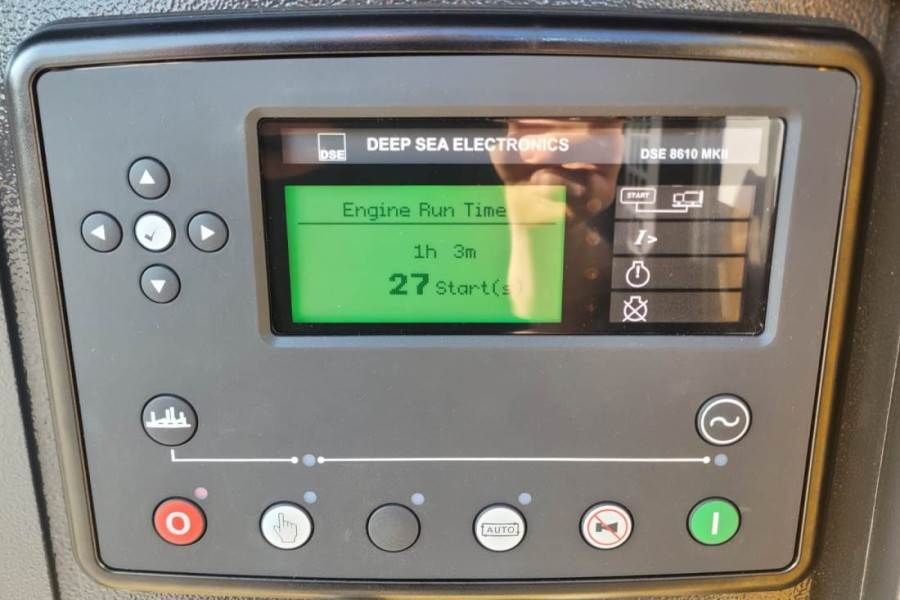 DSE DEEP SEA ELECTRONICS
DSE 8610 MKII
Engine Run Time
1h 3m
27 Start(s)
START
I>
O
AUTO
I